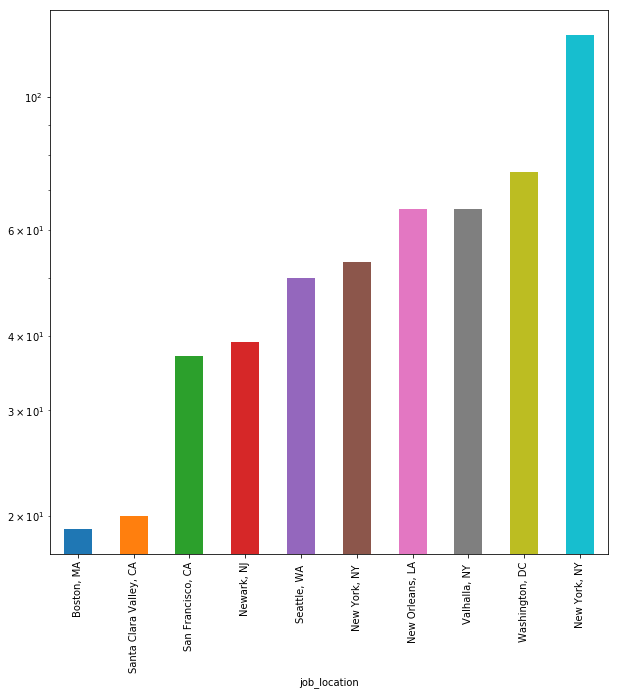 10²
6 × 10¹
4 × 10¹
3 × 10¹
2 × 10¹
Boston, MA
Santa Clara Valley, CA
San Francisco, CA
Newark, NJ
Seattle, WA
New York, NY
New Orleans, LA
Valhalla, NY
Washington, DC
New York, NY
job_location